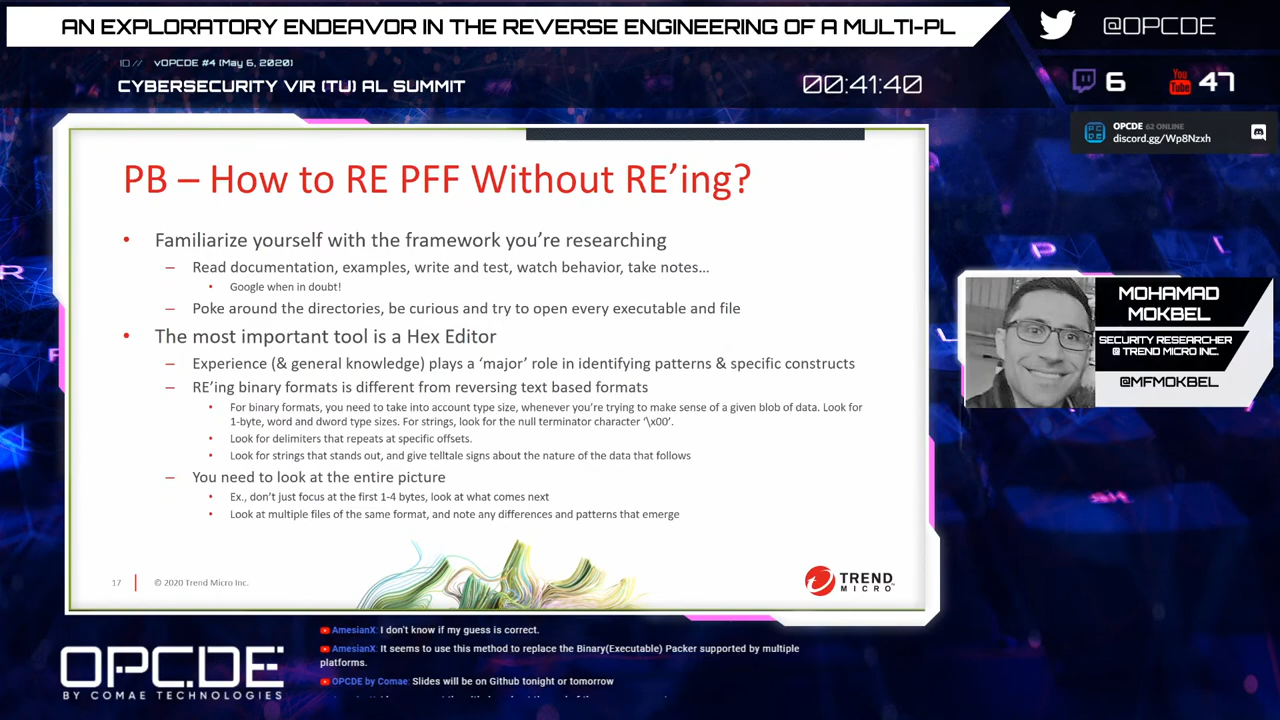 AN EXPLORATORY ENDEAVOR IN THE REVERSE ENGINEERING OF A MULTI-PL
@OPCDE
ID // vOPCDE #4 (May 6, 2020)
CYBERSECURITY VIR (TU) AL SUMMIT
00:41:40
6
You Tube
47
OPCDE 62 ONLINE
discord.gg/Wp8Nzxh
PB – How to RE PFF Without RE'ing?
• Familiarize yourself with the framework you're researching
– Read documentation, examples, write and test, watch behavior, take notes...
• Google when in doubt!
– Poke around the directories, be curious and try to open every executable and file
• The most important tool is a Hex Editor
– Experience (& general knowledge) plays a 'major' role in identifying patterns & specific constructs
– RE'ing binary formats is different from reversing text based formats
• For binary formats, you need to take into account type size, whenever you're trying to make sense of a given blob of data. Look for
1-byte, word and dword type sizes. For strings, look for the null terminator character '\x00'.
• Look for delimiters that repeats at specific offsets.
• Look for strings that stands out, and give telltale signs about the nature of the data that follows
– You need to look at the entire picture
• Ex., don't just focus at the first 1-4 bytes, look at what comes next
• Look at multiple files of the same format, and note any differences and patterns that emerge
17
© 2020 Trend Micro Inc.
TREND
MICRO
MOHAMAD
MOKBEL
SECURITY RESEARCHER
@ TREND MICRO INC.
@MFMOKBEL
OPCDE
BY COMAE TECHNOLOGIES
AmesianX: I don't know if my guess is correct.
AmesianX: It seems to use this method to replace the Binary(Executable) Packer supported by multiple
platforms.
OPCDE by Comae: Slides will be on Github tonight or tomorrow